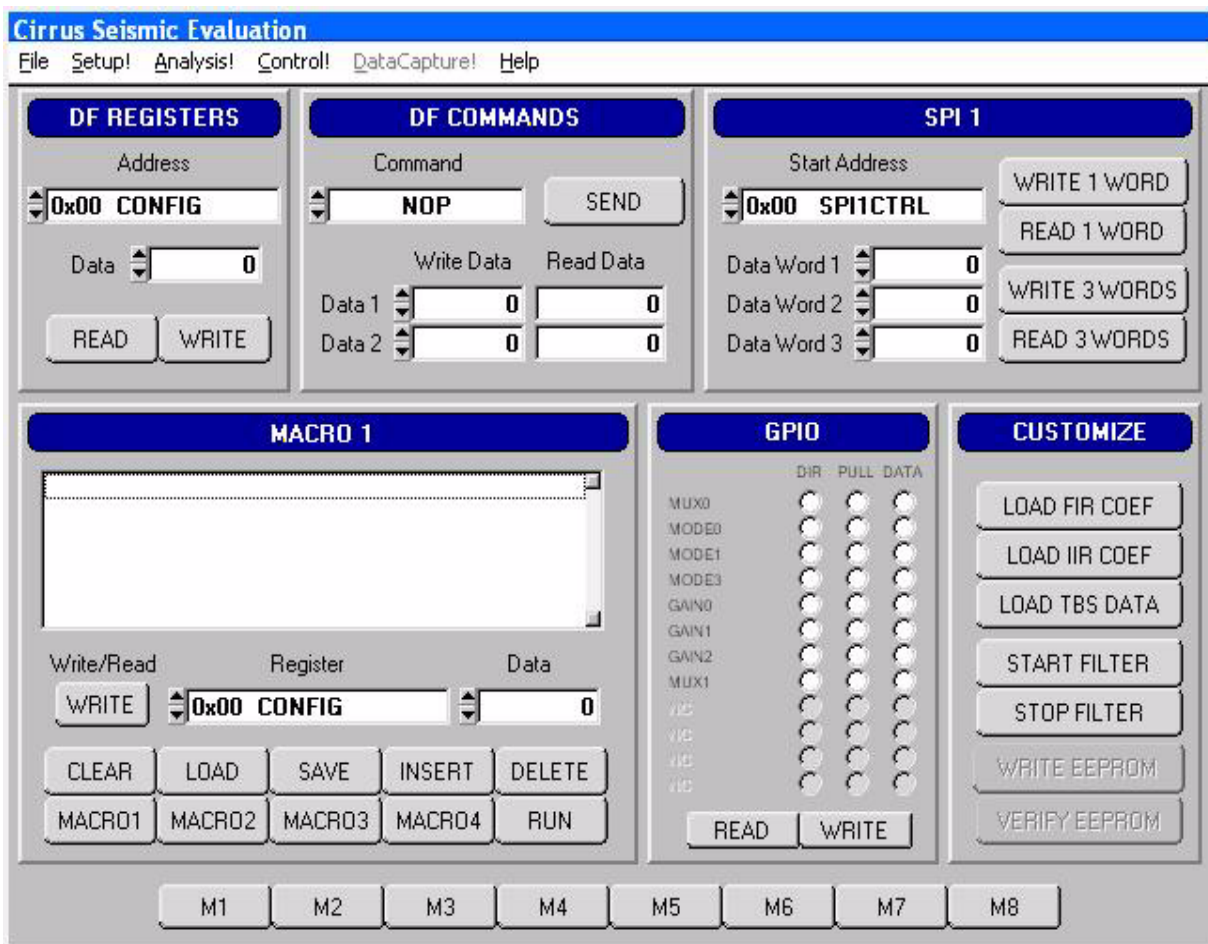 Cirrus Seismic Evaluation
File Setup! Analysis! Control! DataCapture! Help
DF REGISTERS
Address
0x00 CONFIG
Data 0
READ WRITE
DF COMMANDS
Command
NOP SEND
Write Data Read Data
Data 1 0 0
Data 2 0 0
SPI 1
Start Address
0x00 SPI1CTRL
Data Word 1 0
Data Word 2 0
Data Word 3 0
WRITE 1 WORD
READ 1 WORD
WRITE 3 WORDS
READ 3 WORDS
MACRO 1
Write/Read Register Data
WRITE 0x00 CONFIG 0
CLEAR LOAD SAVE INSERT DELETE
MACRO1 MACRO2 MACRO3 MACRO4 RUN
GPIO
DIR PULL DATA
MUX0
MODE0
MODE1
MODE3
GAIN0
GAIN1
GAIN2
MUX1
NC
NC
NC
NC
READ WRITE
CUSTOMIZE
LOAD FIR COEF
LOAD IIR COEF
LOAD TBS DATA
START FILTER
STOP FILTER
WRITE EEPROM
VERIFY EEPROM
M1 M2 M3 M4 M5 M6 M7 M8